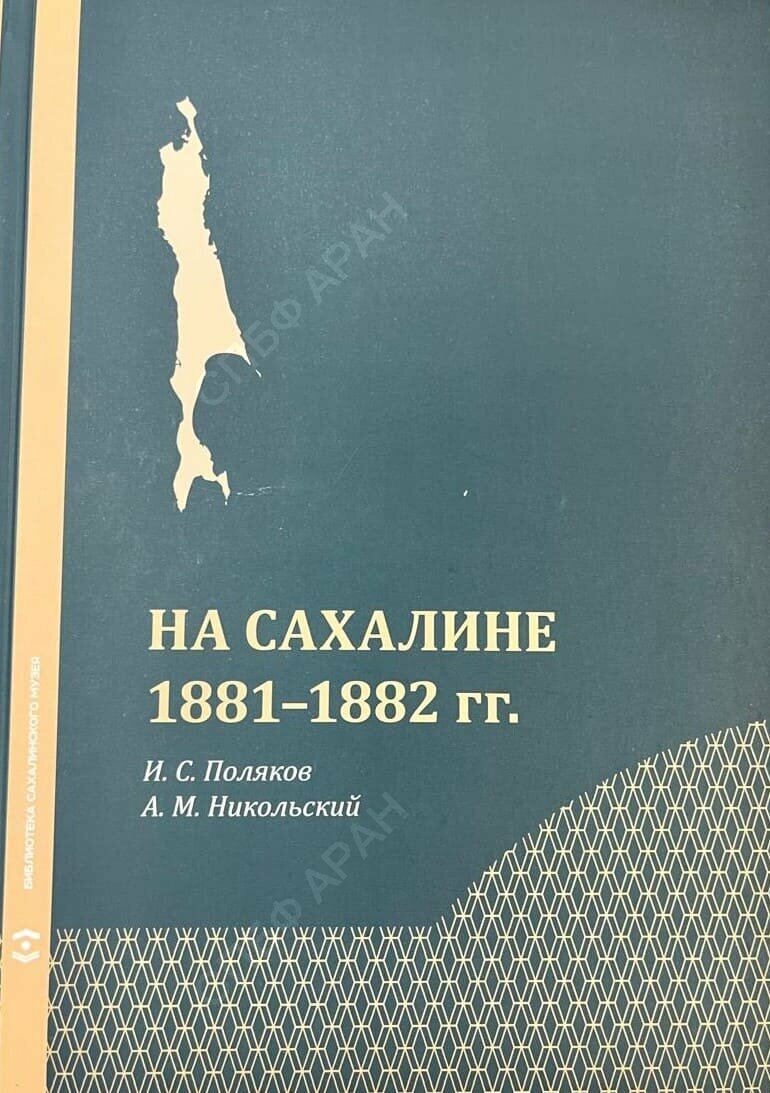 СПБФ АРАН
НА САХАЛИНЕ
1881–1882 гг.
И. С. Поляков
А. М. Никольский
БИБЛИОТЕКА САХАЛИНСКОГО МУЗЕЯ
СПБФ АРАН